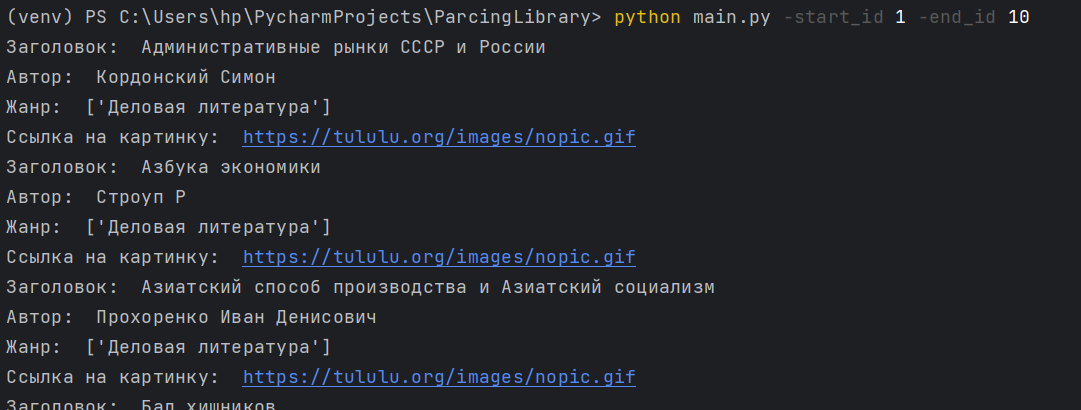 (venv) PS C:\Users\hp\PycharmProjects\ParcingLibrary> python main.py -start_id 1 -end_id 10
Заголовок:  Административные рынки СССР и России
Автор:  Кордонский Симон
Жанр:  ['Деловая литература']
Ссылка на картинку:  https://tululu.org/images/nopic.gif
Заголовок:  Азбука экономики
Автор:  Строуп Р
Жанр:  ['Деловая литература']
Ссылка на картинку:  https://tululu.org/images/nopic.gif
Заголовок:  Азиатский способ производства и Азиатский социализм
Автор:  Прохоренко Иван Денисович
Жанр:  ['Деловая литература']
Ссылка на картинку:  https://tululu.org/images/nopic.gif
Заголовок:  Бал хищников